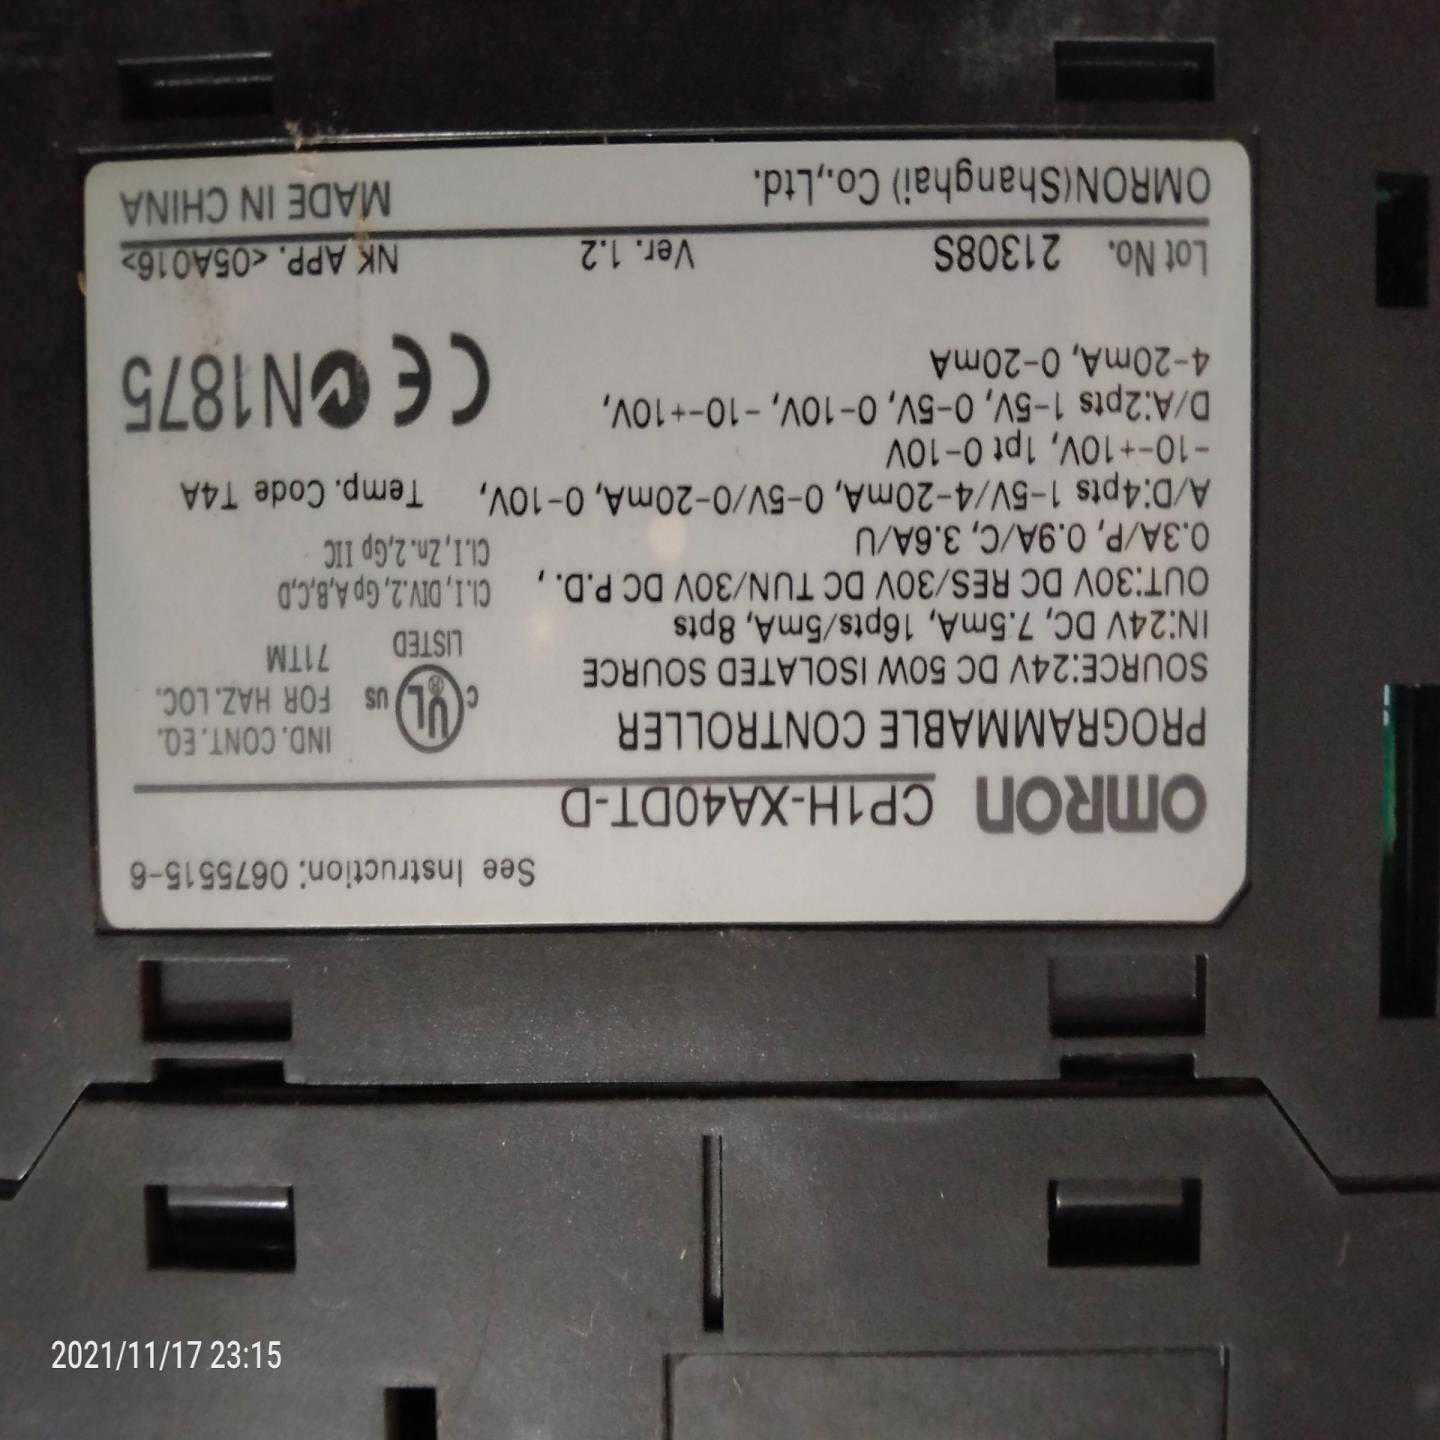 See Instruction: 0675515-6
OMRON CP1H-XA40DT-D
PROGRAMMABLE CONTROLLER
SOURCE:24V DC 50W ISOLATED SOURCE
IN:24V DC, 7.5mA, 16pts/5mA, 8pts
OUT:30V DC RES/30V DC TUN/30V DC P.D. ,
0.3A/P, 0.9A/C, 3.6A/U
A/D:4pts 1-5V/4-20mA, 0-5V/0-20mA, 0-10V,
-10-+10V, 1pt 0-10V
D/A:2pts 1-5V, 0-5V, 0-10V, -10-+10V,
4-20mA, 0-20mA
C UL ® US
LISTED
IND. CONT. EQ.
FOR HAZ. LOC.
71TM
Cl. I, DIV. 2, Gp A,B,C,D
Cl. I, Zn. 2, Gp IIC
Temp. Code T4A
CE N1875
Lot No. 21308S Ver. 1.2 NK APP. <05A016>
OMRON(Shanghai) Co.,Ltd. MADE IN CHINA
2021/11/17 23:15